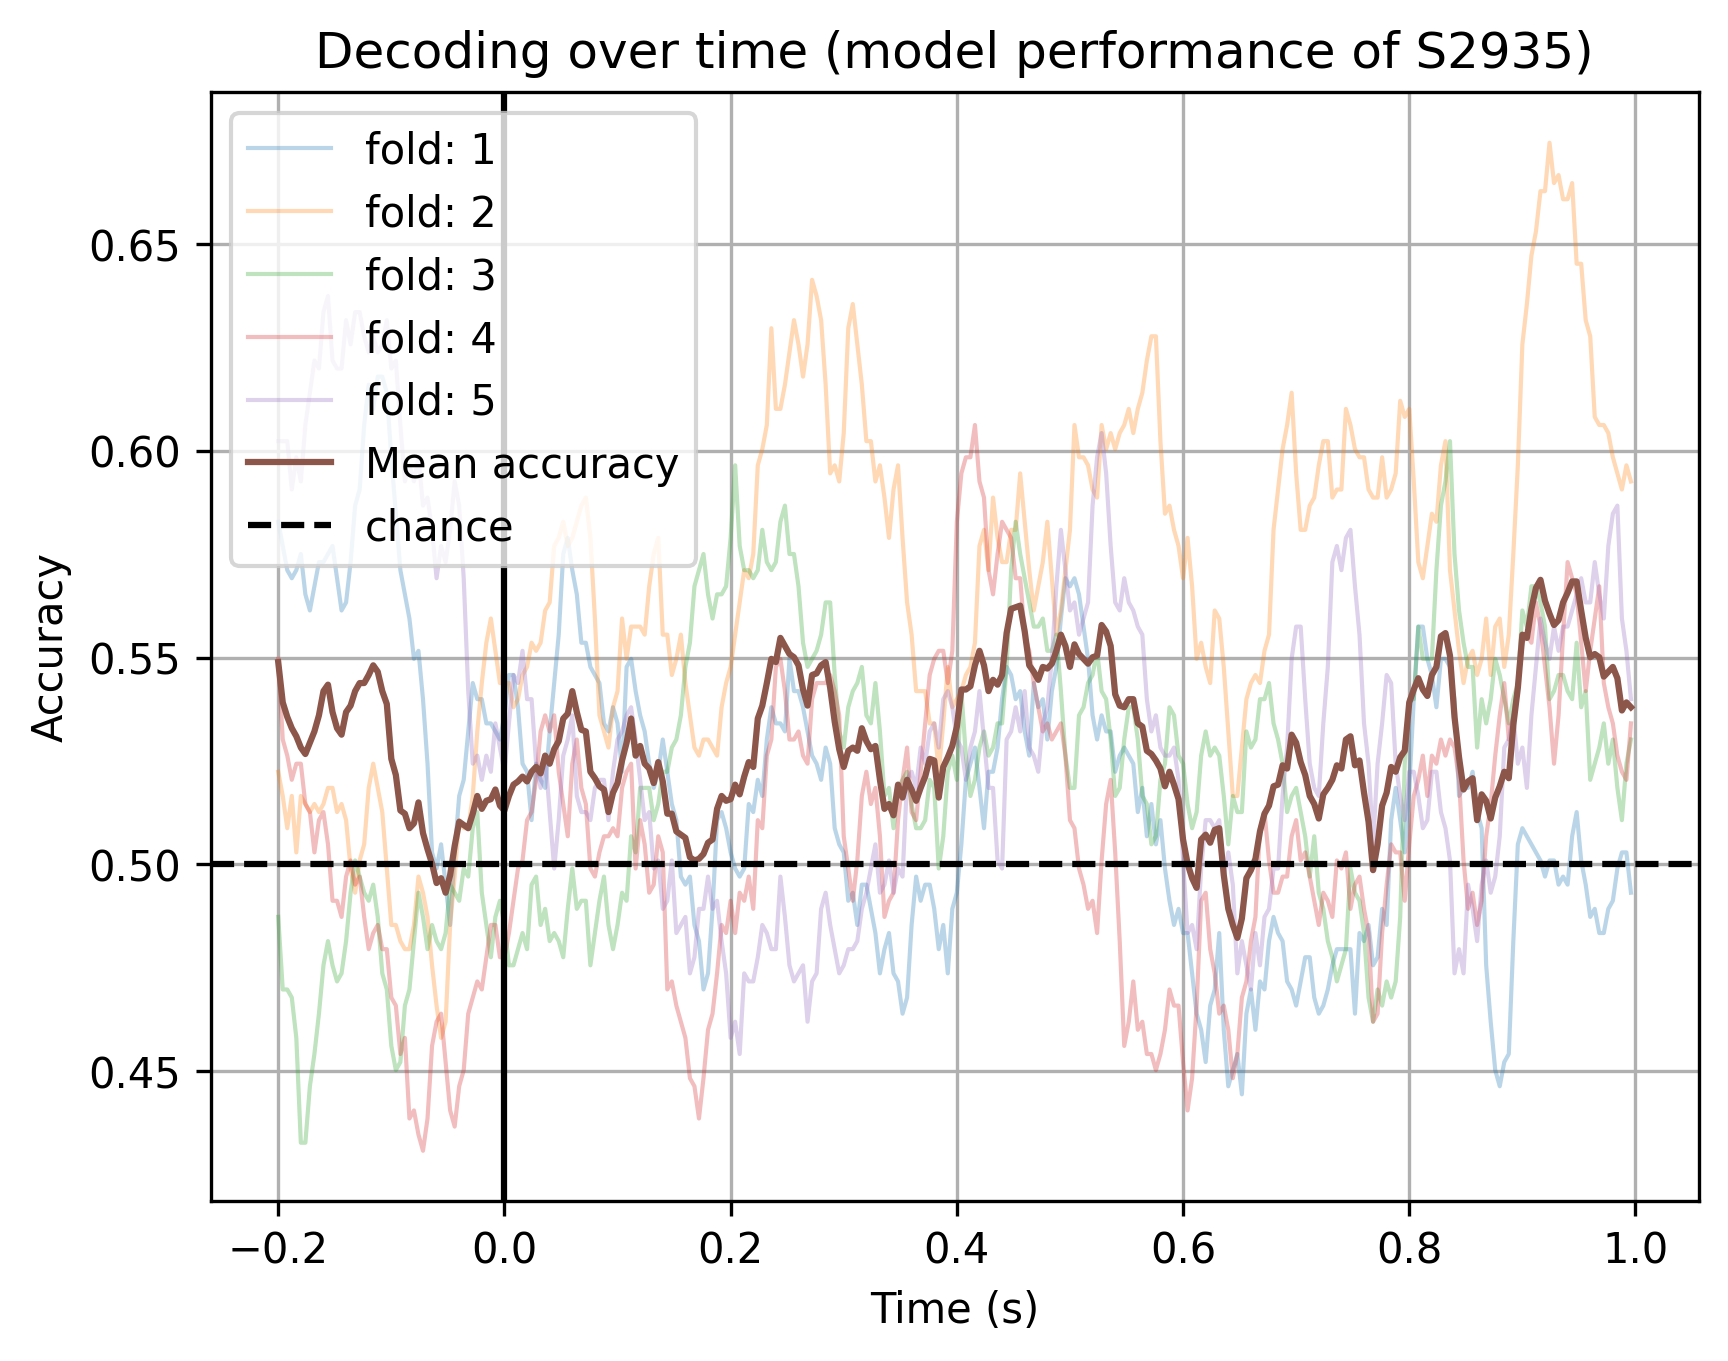 Decoding over time (model performance of S2935)
fold: 1
fold: 2
fold: 3
fold: 4
fold: 5
Mean accuracy
chance
Accuracy
0.65
0.60
0.55
0.50
0.45
−0.2 0.0 0.2 0.4 0.6 0.8 1.0
Time (s)